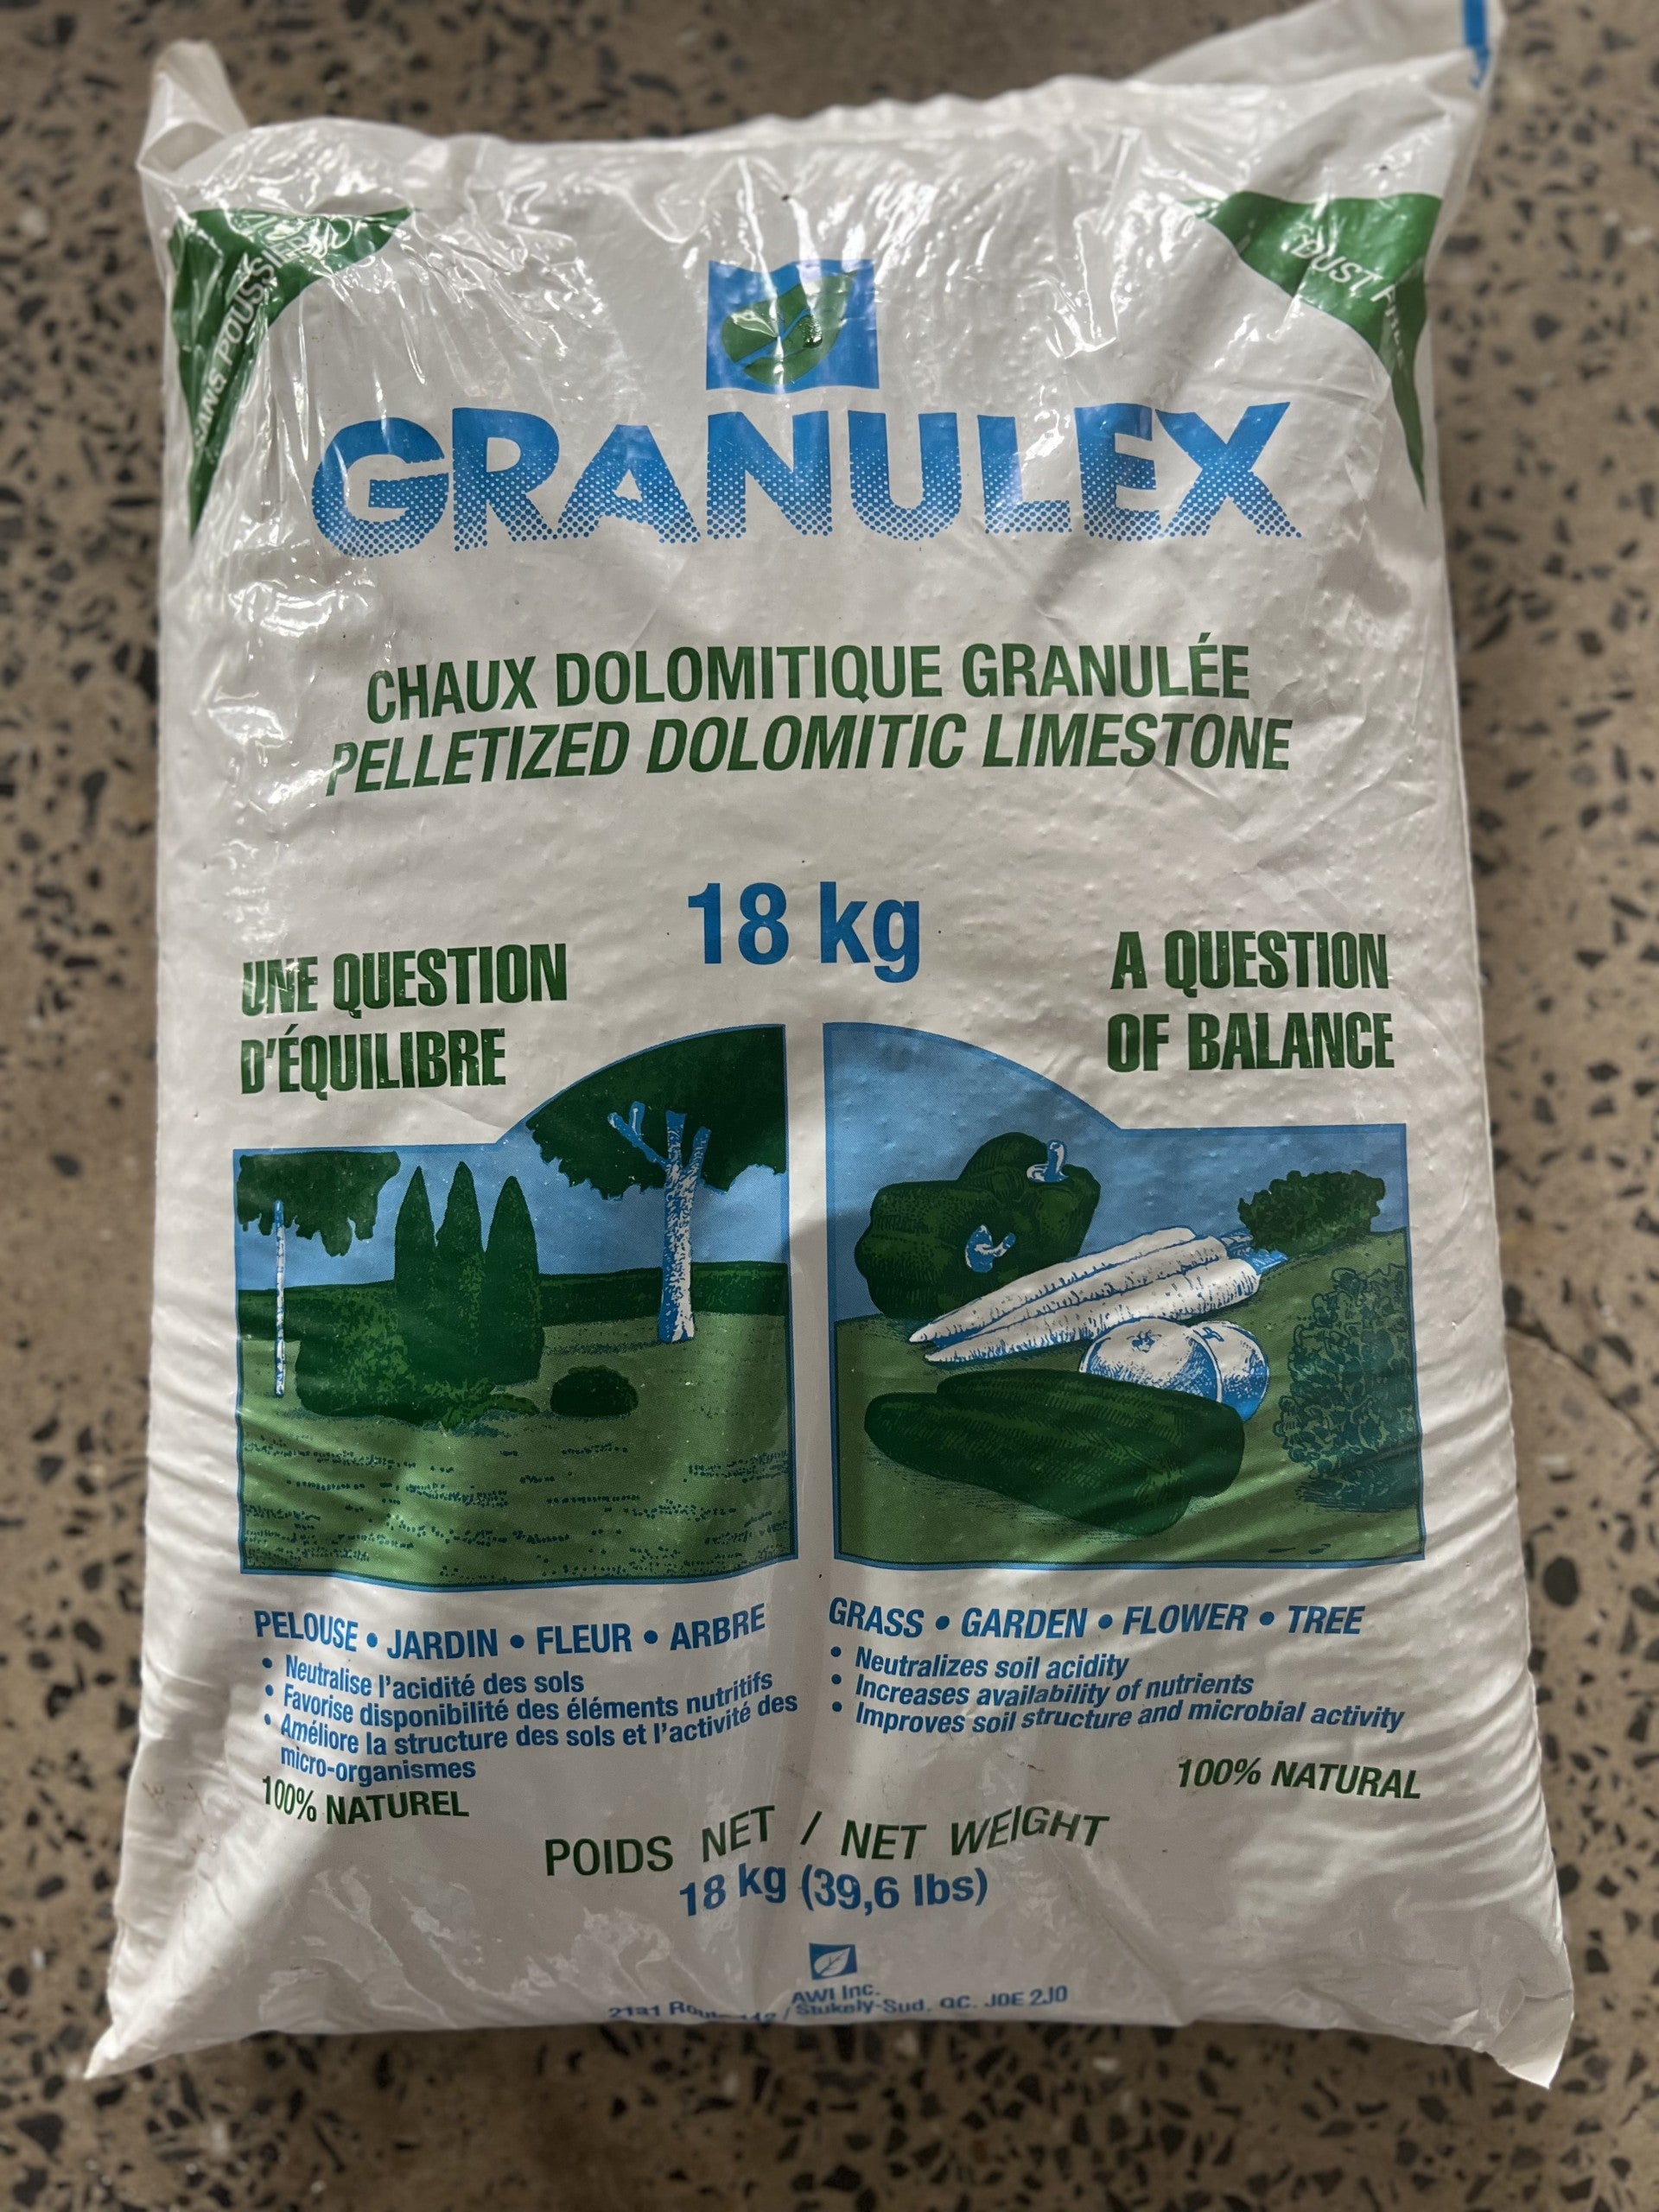 SANS POUSSIÈRE
DUST FREE
GRANULEX
CHAUX DOLOMITIQUE GRANULÉE
PELLETIZED DOLOMITIC LIMESTONE
18 kg
UNE QUESTION
D'ÉQUILIBRE
A QUESTION
OF BALANCE
PELOUSE • JARDIN • FLEUR • ARBRE
• Neutralise l'acidité des sols
• Favorise disponibilité des éléments nutritifs
• Améliore la structure des sols et l'activité des
micro-organismes
100% NATUREL
GRASS • GARDEN • FLOWER • TREE
• Neutralizes soil acidity
• Increases availability of nutrients
• Improves soil structure and microbial activity
100% NATURAL
POIDS NET / NET WEIGHT
18 kg (39,6 lbs)
AWI Inc.
/ Stukely-Sud, QC. J0E 2J0